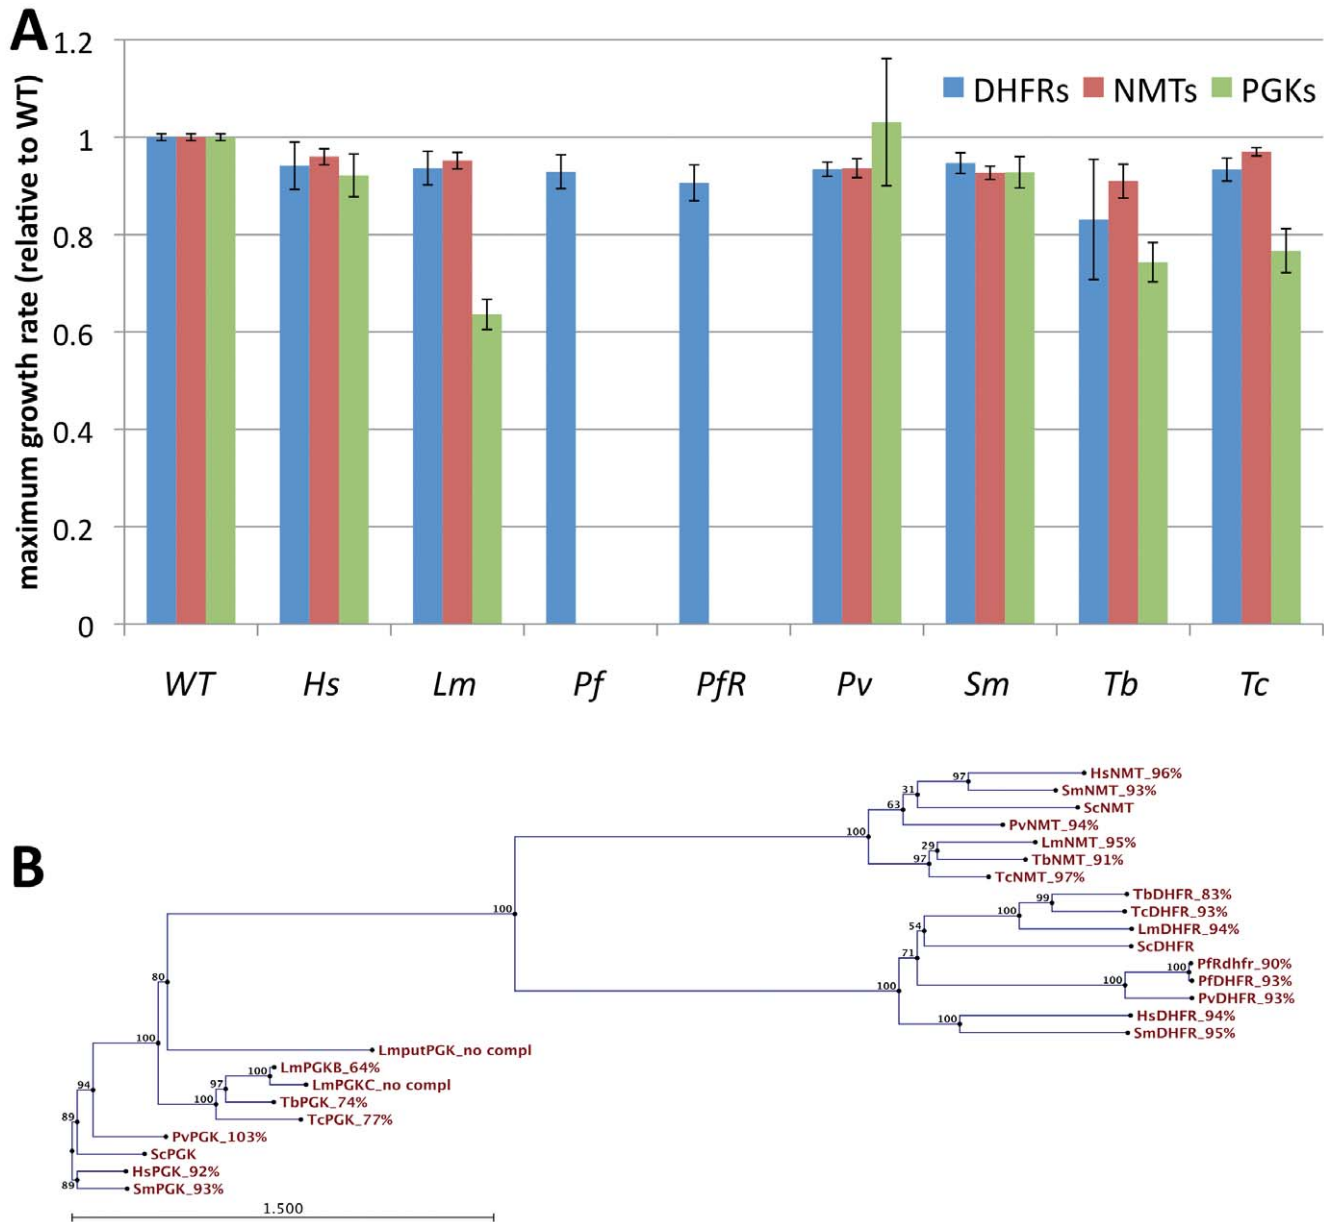 A
maximum growth rate (relative to WT)
1.2
1
0.8
0.6
0.4
0.2
0
DHFRs NMTs PGKs
WT Hs Lm Pf PfR Pv Sm Tb Tc
B
97 HsNMT_96%
SmNMT_93%
31
ScNMT
63
PvNMT_94%
100
LmNMT_95%
29
TbNMT_91%
97
TcNMT_97%
TbDHFR_83%
99
TcDHFR_93%
100
LmDHFR_94%
54
ScDHFR
71
PfRdhfr_90%
100
PfDHFR_93%
100
PvDHFR_93%
100
HsDHFR_94%
100
SmDHFR_95%
100
80
LmputPGK_no compl
100
LmPGKB_64%
100
LmPGKC_no compl
97
TbPGK_74%
100
TcPGK_77%
94
PvPGK_103%
89
ScPGK
HsPGK_92%
89
SmPGK_93%
1.500